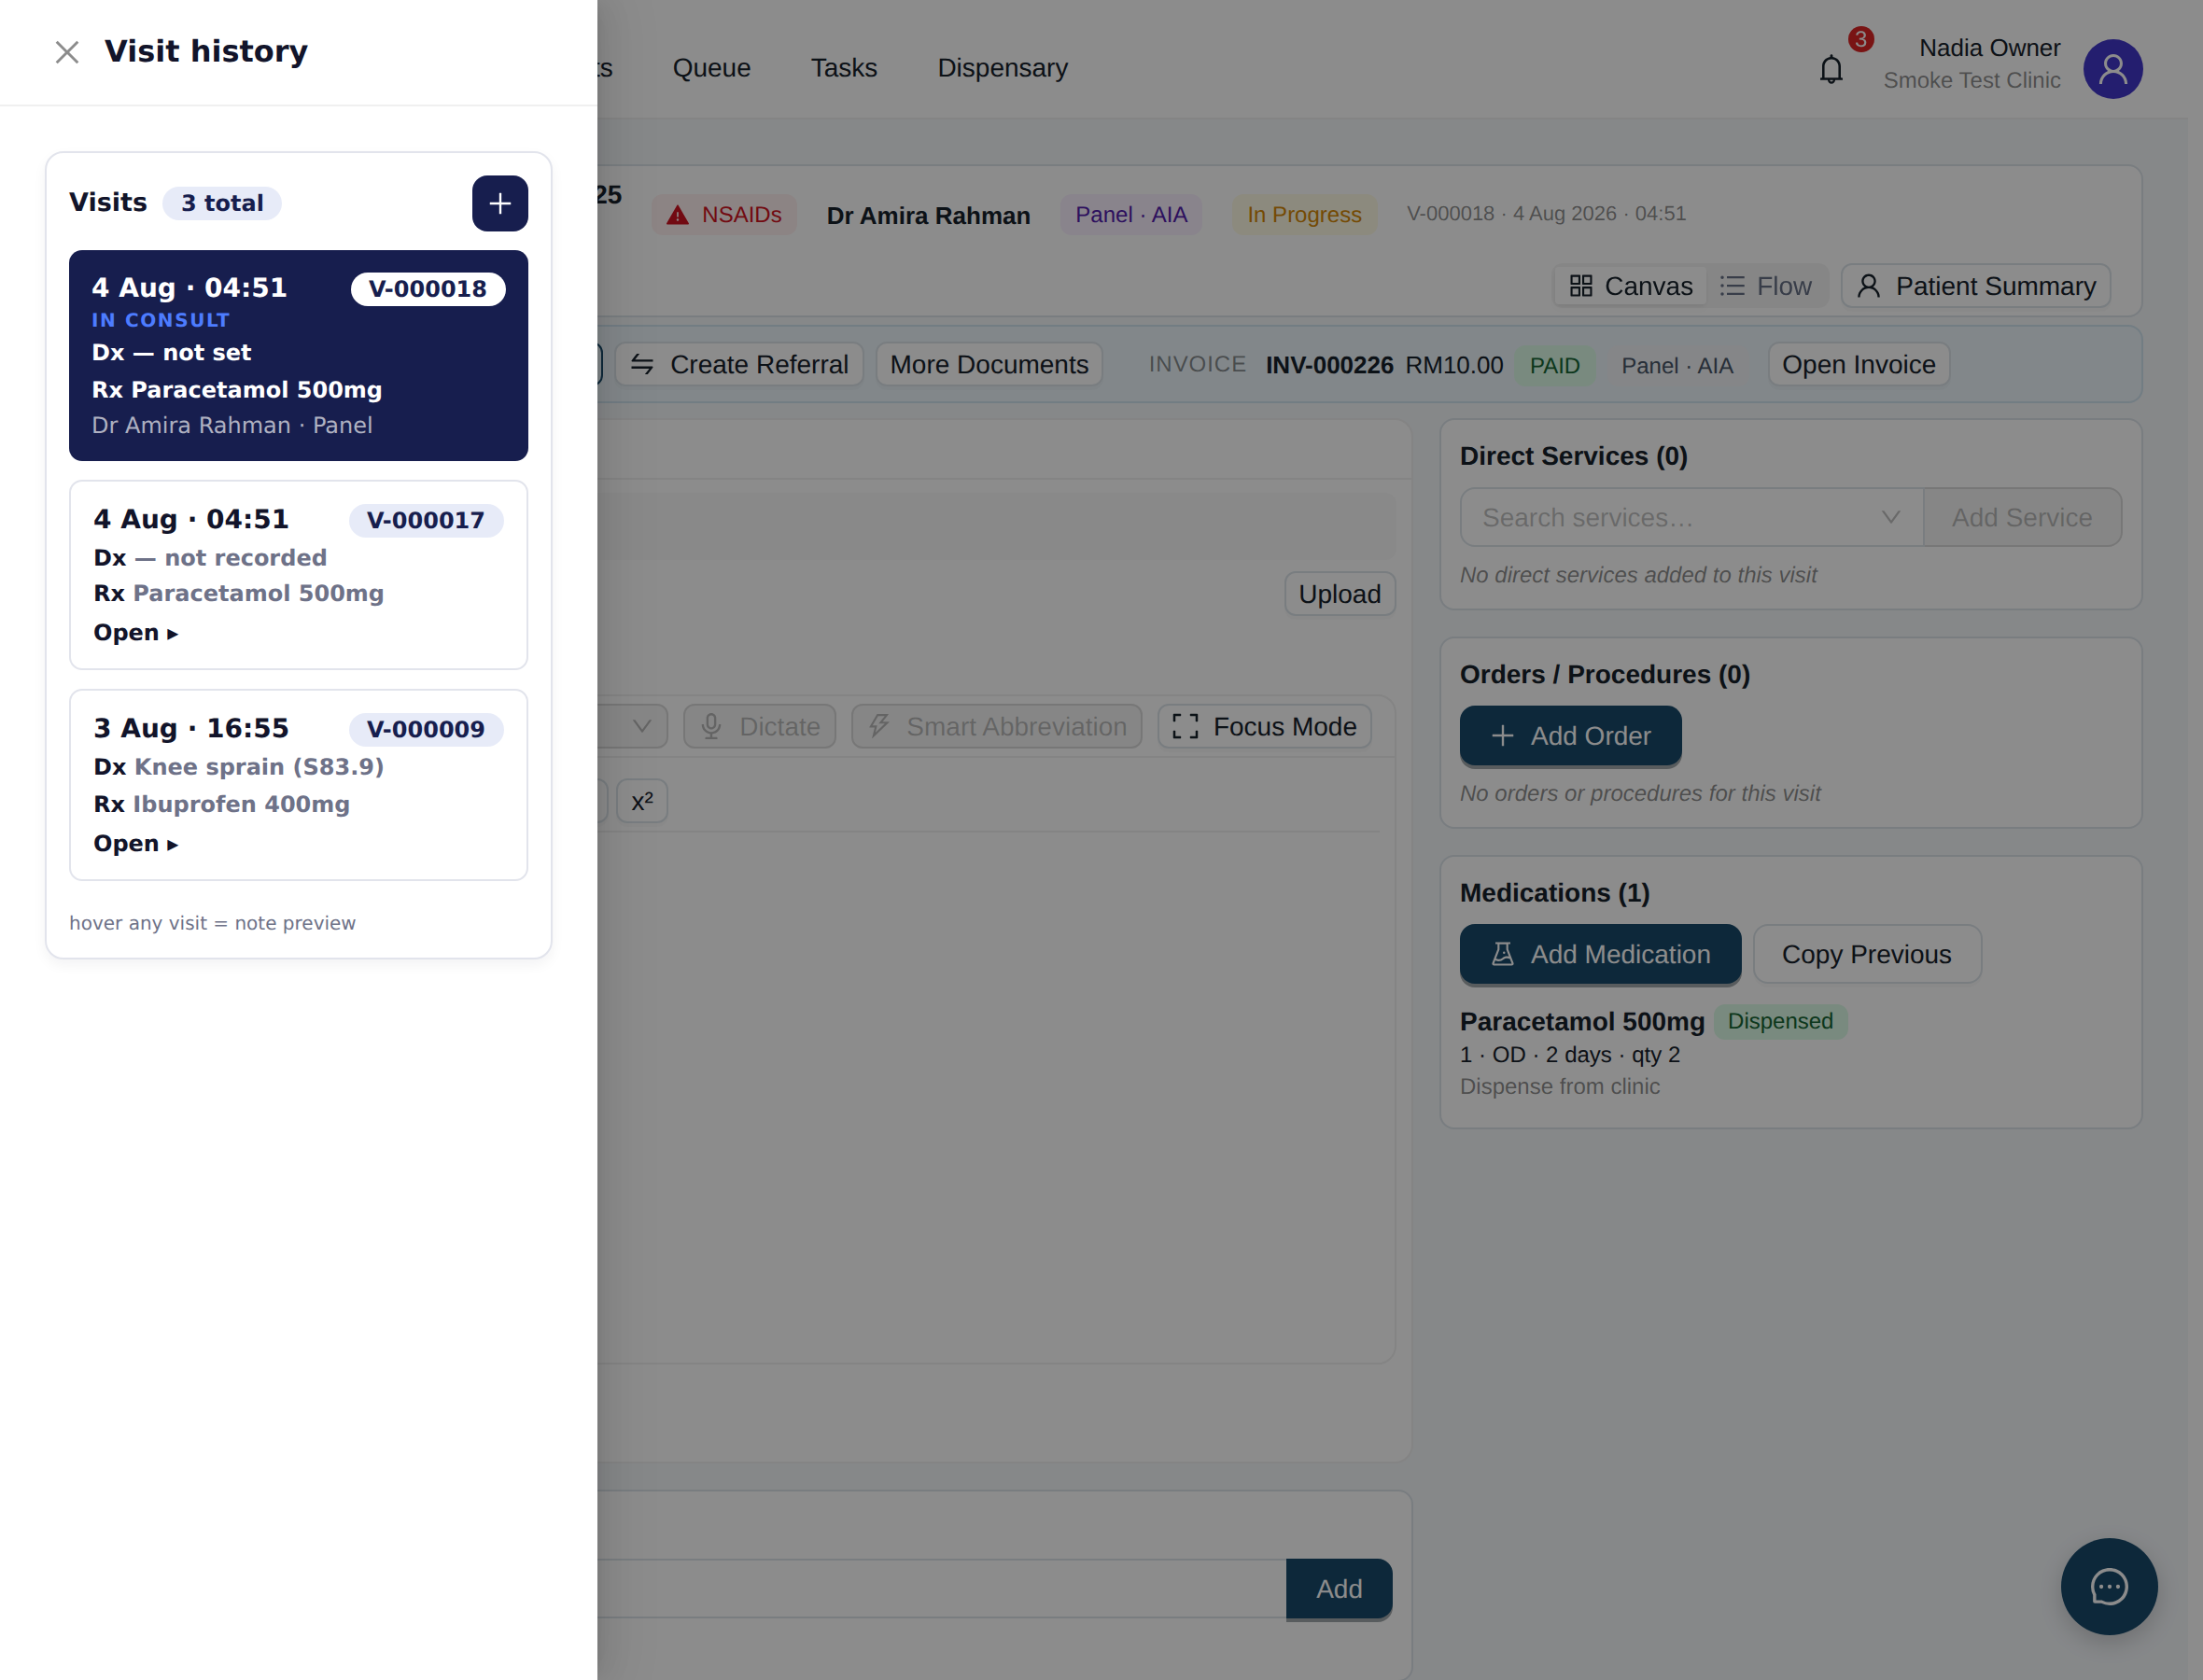 Visit history
Visits 3 total
4 Aug · 04:51 V-000018
IN CONSULT
Dx — not set
Rx Paracetamol 500mg
Dr Amira Rahman · Panel
4 Aug · 04:51 V-000017
Dx — not recorded
Rx Paracetamol 500mg
Open ▸
3 Aug · 16:55 V-000009
Dx Knee sprain (S83.9)
Rx Ibuprofen 400mg
Open ▸
hover any visit = note preview
Queue Tasks Dispensary
3
Nadia Owner
Smoke Test Clinic
25 NSAIDs Dr Amira Rahman Panel · AIA In Progress V-000018 · 4 Aug 2026 · 04:51
Canvas Flow Patient Summary
Create Referral More Documents INVOICE INV-000226 RM10.00 PAID Panel · AIA Open Invoice
Upload
Dictate Smart Abbreviation Focus Mode
x²
Add
Direct Services (0)
Search services… Add Service
No direct services added to this visit
Orders / Procedures (0)
Add Order
No orders or procedures for this visit
Medications (1)
Add Medication Copy Previous
Paracetamol 500mg Dispensed
1 · OD · 2 days · qty 2
Dispense from clinic